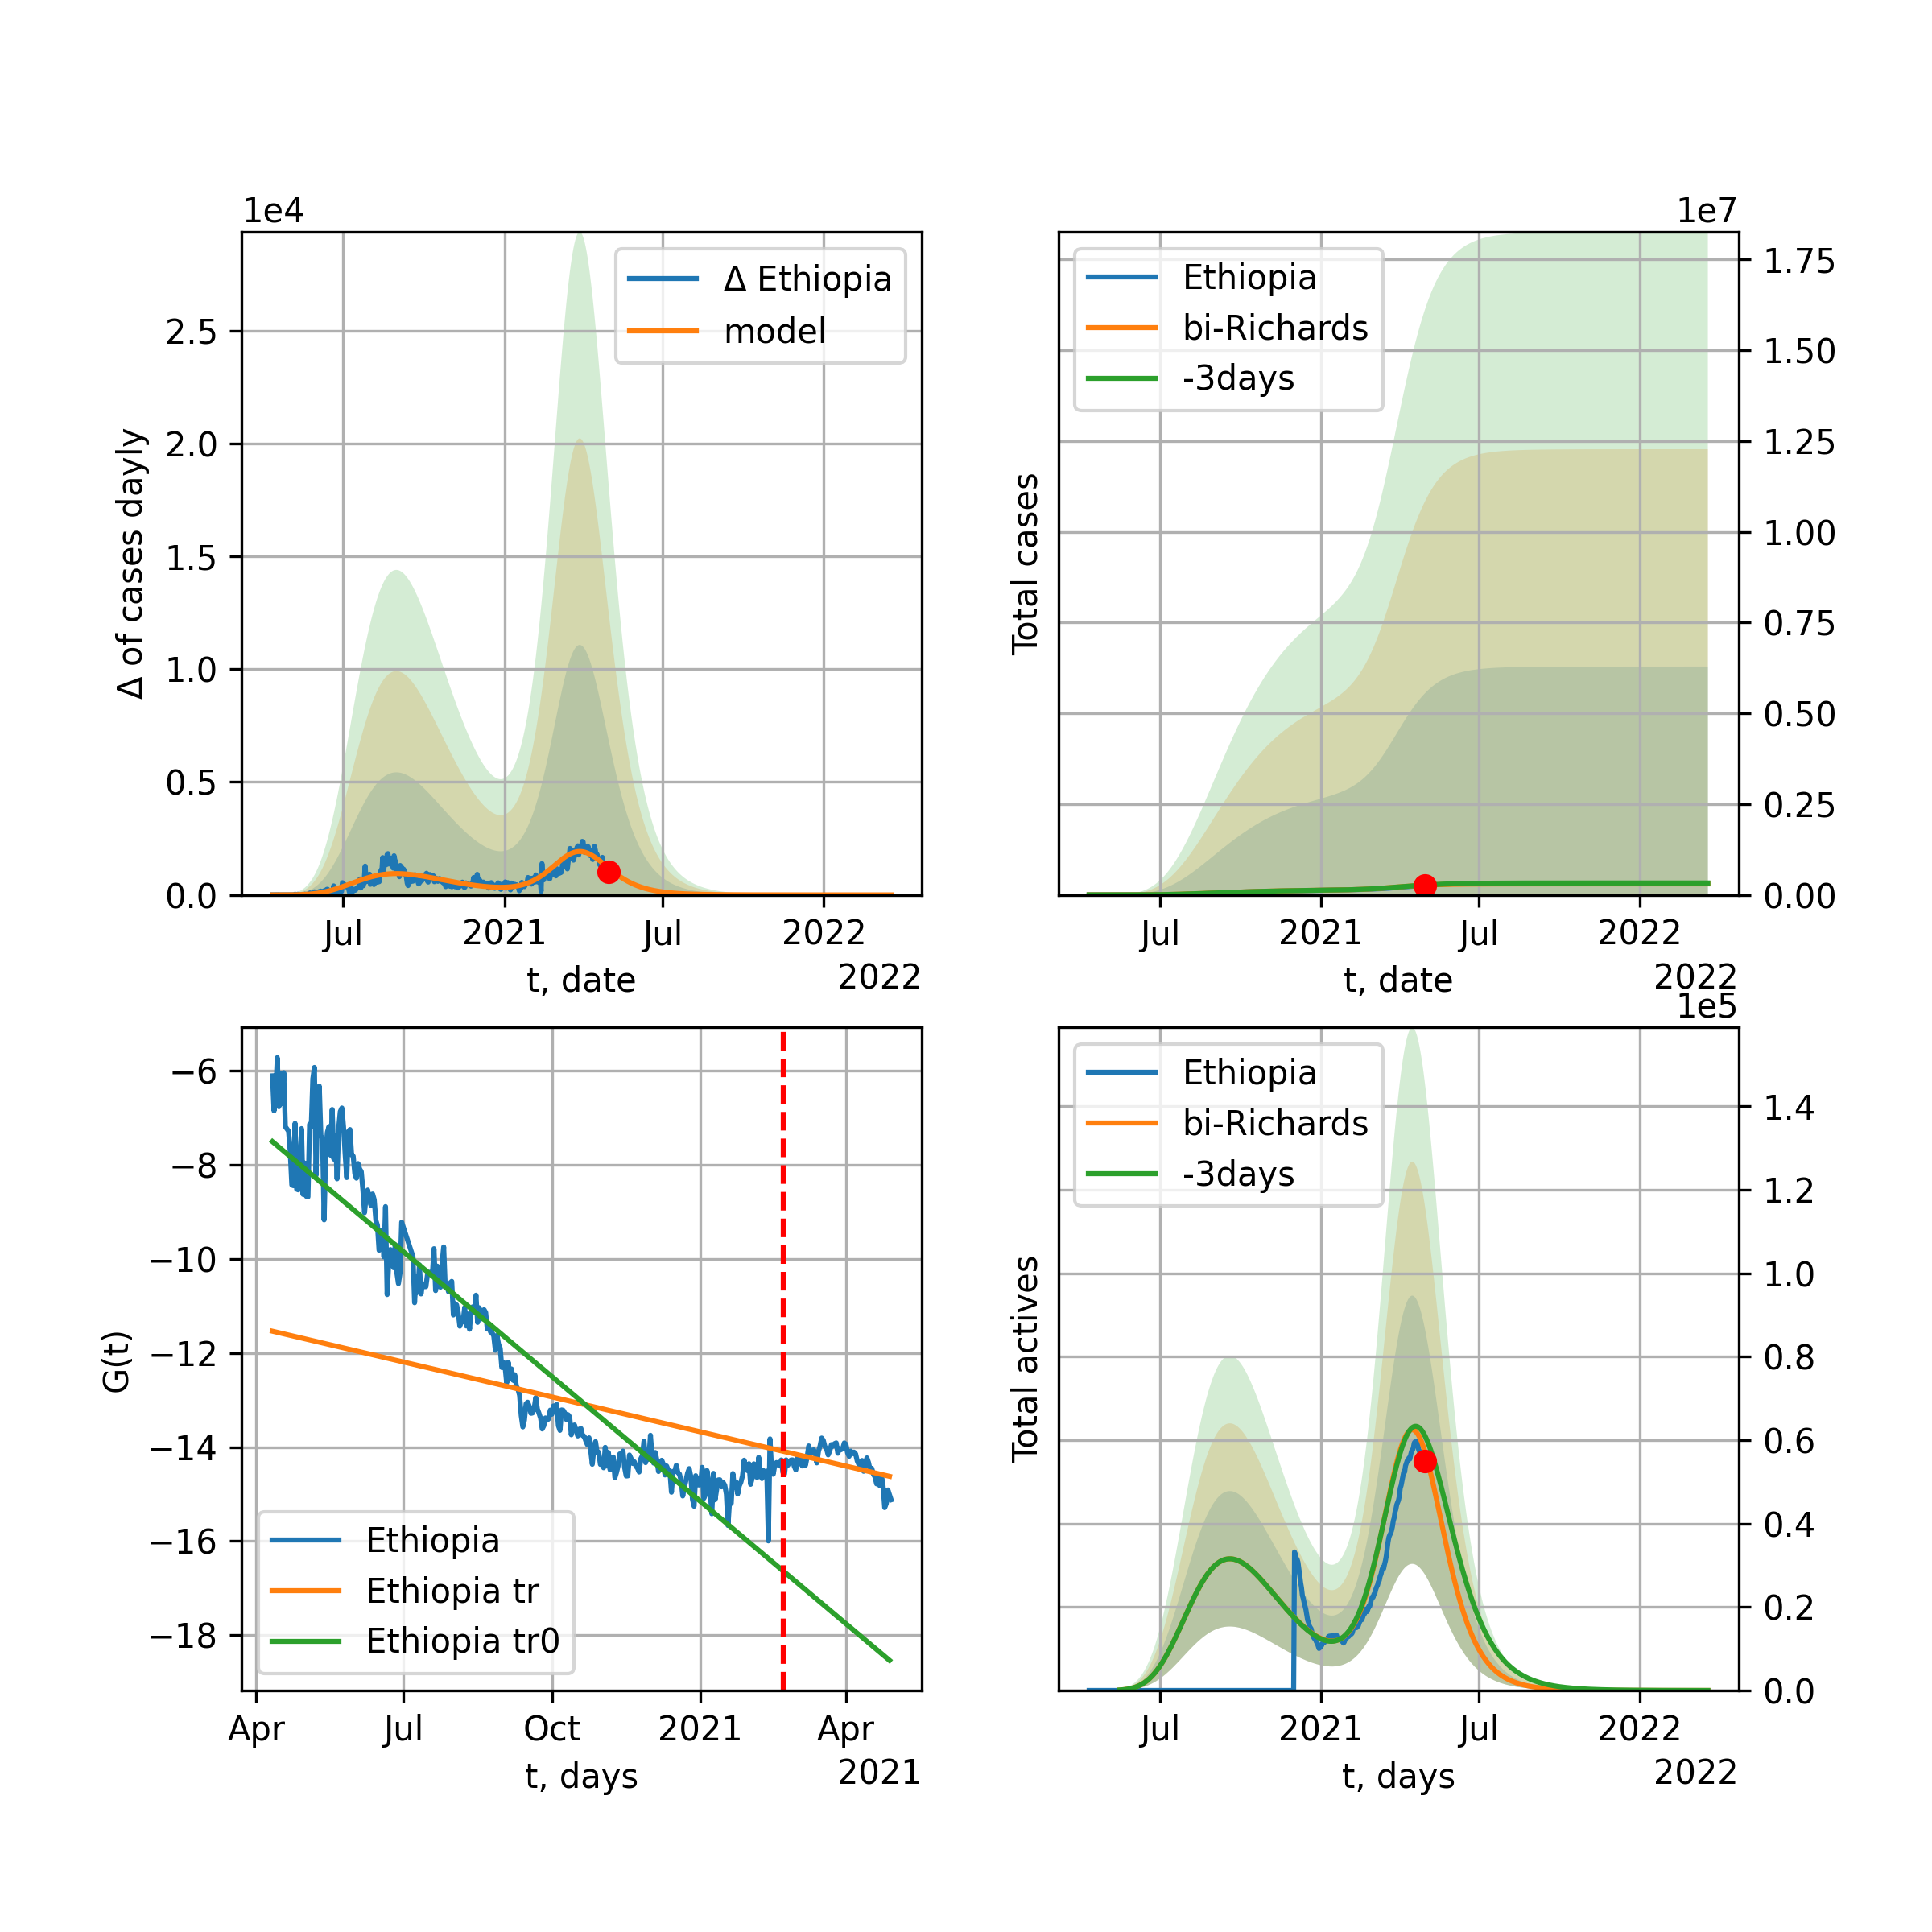 1e4
Δ of cases dayly
2.5
2.0
1.5
1.0
0.5
0.0
Δ Ethiopia
model
Jul
2021
Jul
2022
t, date
2022
1e7
Total cases
Ethiopia
bi-Richards
-3days
1.75
1.50
1.25
1.00
0.75
0.50
0.25
0.00
Jul
2021
Jul
2022
t, date
2022
G(t)
−6
−8
−10
−12
−14
−16
−18
Ethiopia
Ethiopia tr
Ethiopia tr0
Apr
Jul
Oct
2021
Apr
t, days
2021
1e5
Total actives
Ethiopia
bi-Richards
-3days
1.4
1.2
1.0
0.8
0.6
0.4
0.2
0.0
Jul
2021
Jul
2022
t, days
2022